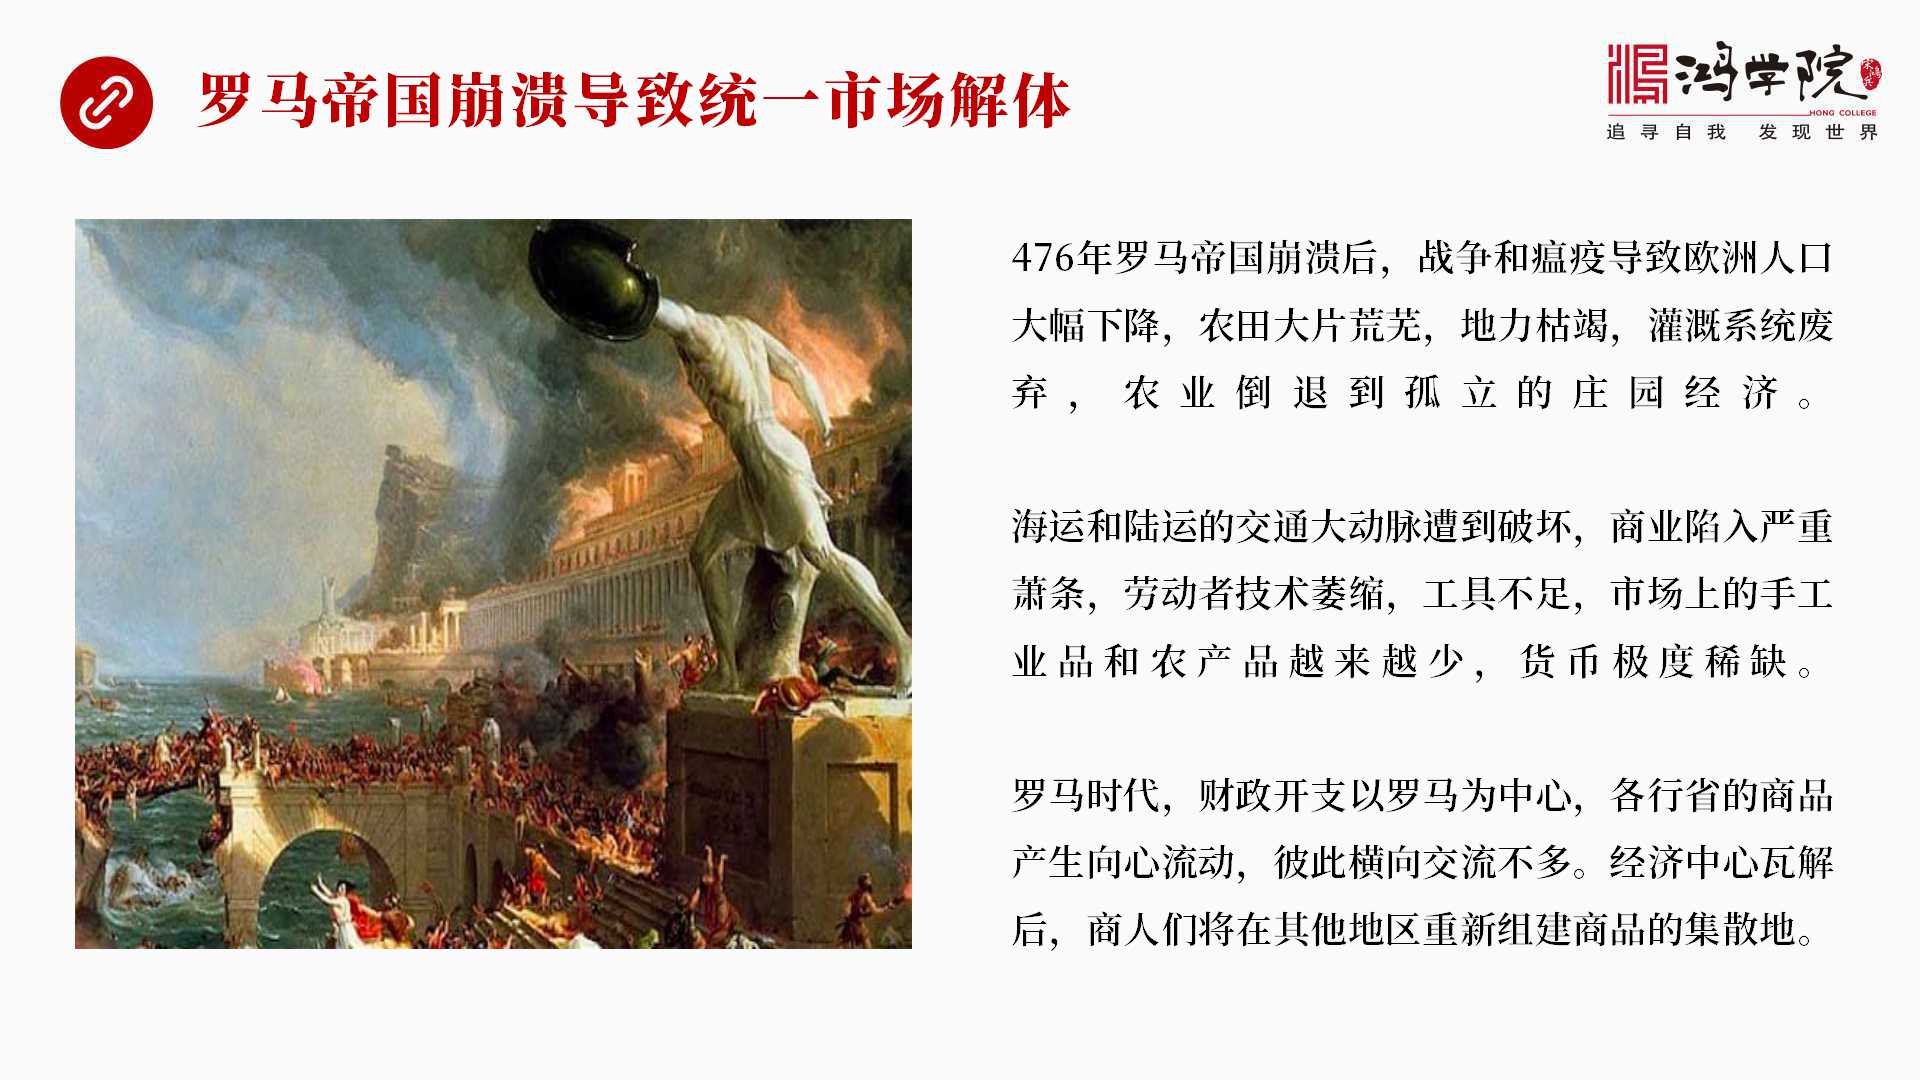 罗马帝国崩溃导致统一市场解体
鸿学院
宋鸿兵
HONG COLLEGE
追寻自我 发现世界
476年罗马帝国崩溃后，战争和瘟疫导致欧洲人口
大幅下降，农田大片荒芜，地力枯竭，灌溉系统废
弃，农业倒退到孤立的庄园经济。
海运和陆运的交通大动脉遭到破坏，商业陷入严重
萧条，劳动者技术萎缩，工具不足，市场上的手工
业品和农产品越来越少，货币极度稀缺。
罗马时代，财政开支以罗马为中心，各行省的商品
产生向心流动，彼此横向交流不多。经济中心瓦解
后，商人们将在其他地区重新组建商品的集散地。